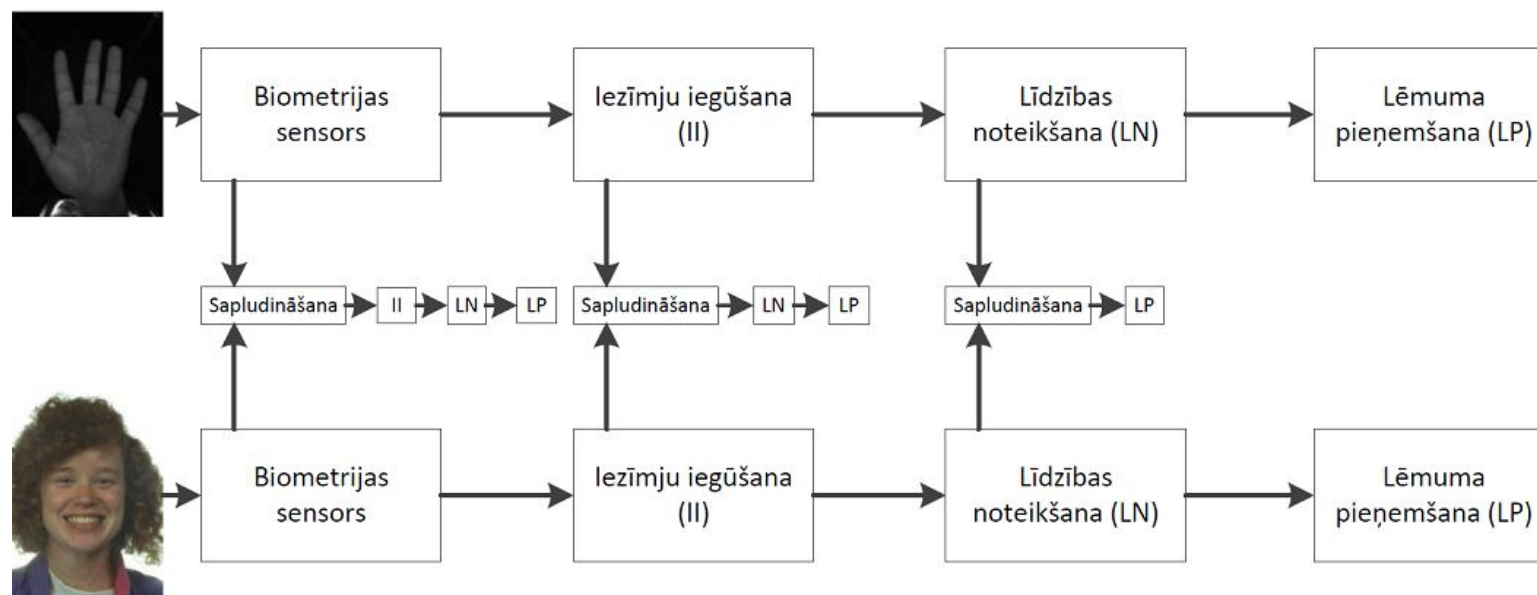 Biometrijas
sensors
Iezīmju iegūšana
(II)
Līdzības
noteikšana (LN)
Lēmuma
pieņemšana (LP)
Sapludināšana
II
LN
LP
Sapludināšana
LN
LP
Sapludināšana
LP
Biometrijas
sensors
Iezīmju iegūšana
(II)
Līdzības
noteikšana (LN)
Lēmuma
pieņemšana (LP)